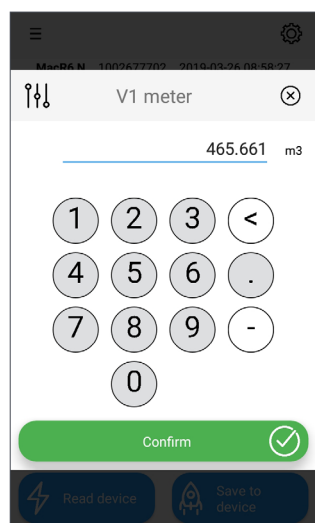 MacR6 N 1002677702 2019-03-26 08:58:27
V1 meter
465.661 m3
1 2 3 <
4 5 6 .
7 8 9 -
0
Confirm
Read device
Save to
device